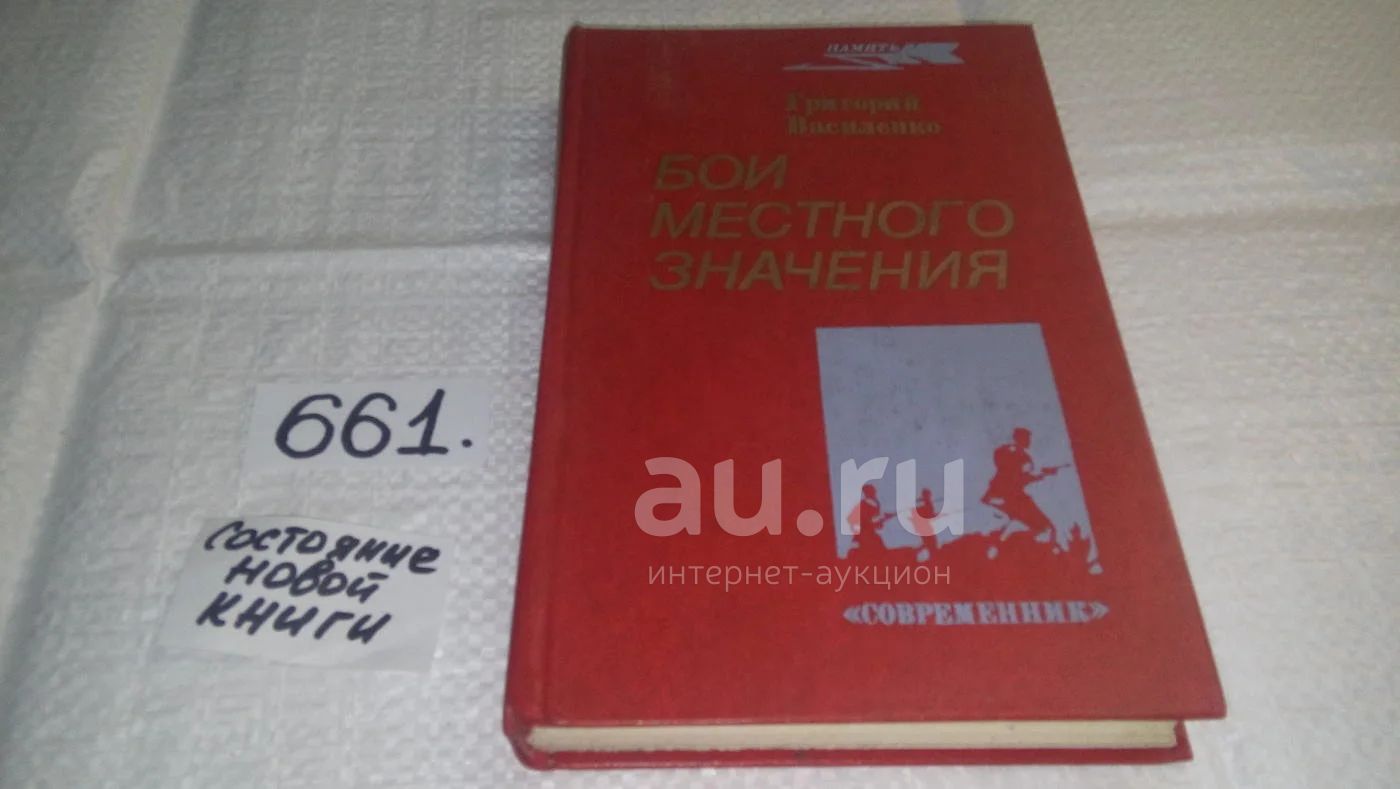 ПАМЯТЬ
Григорий
Василенко
БОИ
МЕСТНОГО
ЗНАЧЕНИЯ
661.
состояние
новой
книги
au.ru
интернет-аукцион
«СОВРЕМЕННИК»